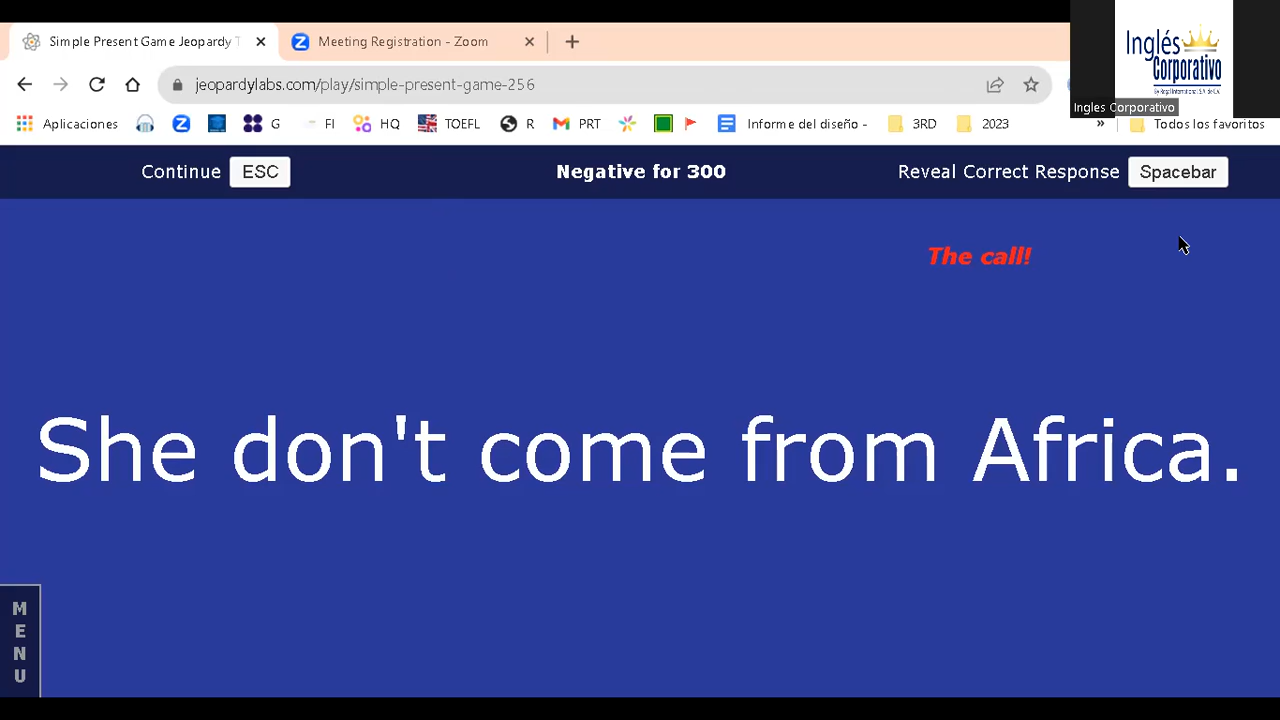 Simple Present Game Jeopardy T
Meeting Registration - Zoom
jeopardylabs.com/play/simple-present-game-256
Aplicaciones
G
FI
HQ
TOEFL
R
PRT
Informe del diseño -
3RD
2023
»
Todos los favoritos
Inglés
Corporativo
Ingles Corporativo
Continue ESC
Negative for 300
Reveal Correct Response Spacebar
The call!
She don't come from Africa.
MENU